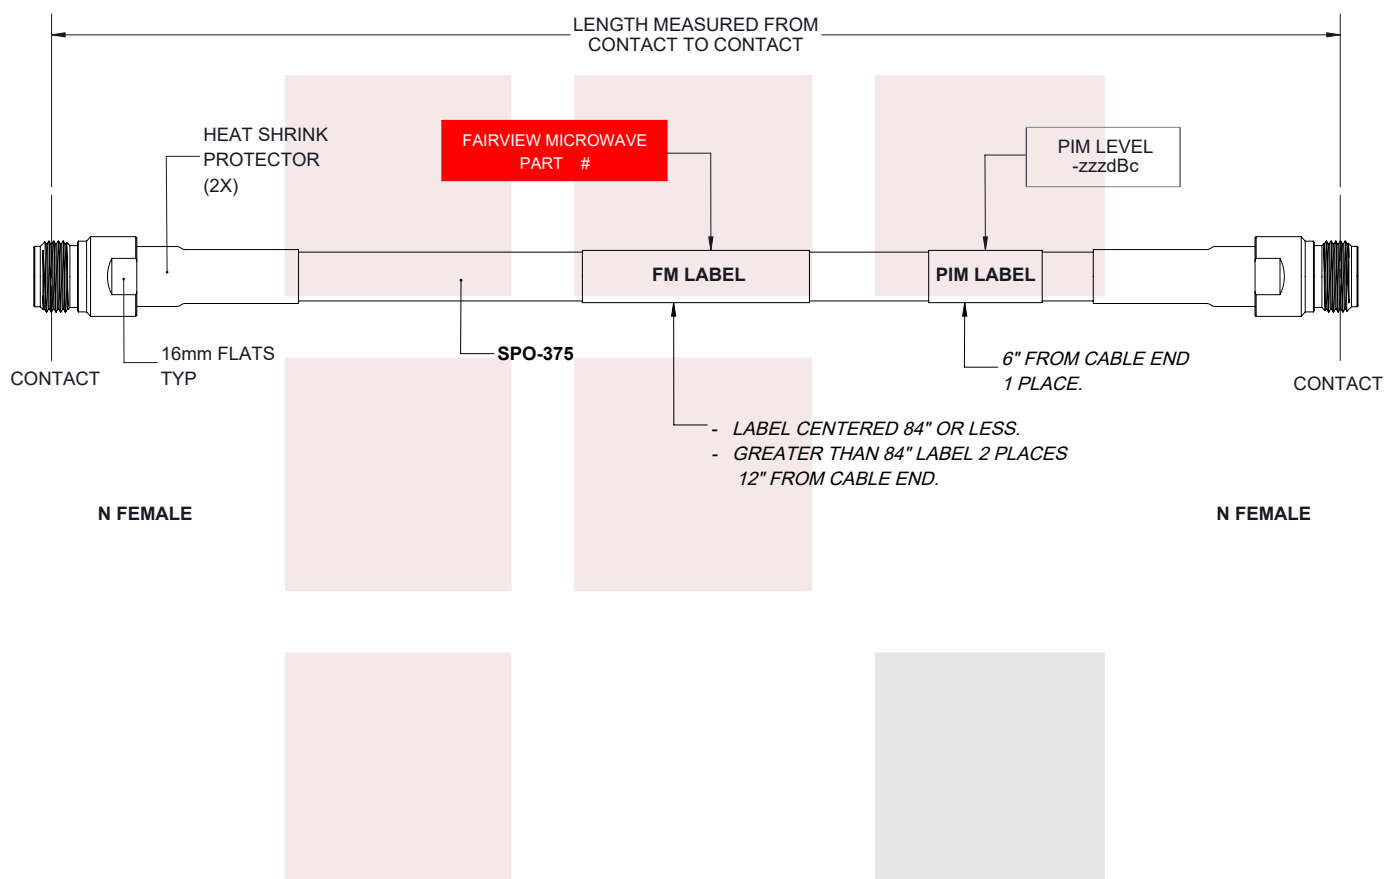 LENGTH MEASURED FROM
CONTACT TO CONTACT
HEAT SHRINK
PROTECTOR
(2X)
FAIRVIEW MICROWAVE
PART #
PIM LEVEL
-zzzdBc
FM LABEL
PIM LABEL
16mm FLATS
TYP
SPO-375
6" FROM CABLE END
1 PLACE.
CONTACT
CONTACT
- LABEL CENTERED 84" OR LESS.
- GREATER THAN 84" LABEL 2 PLACES
12" FROM CABLE END.
N FEMALE
N FEMALE